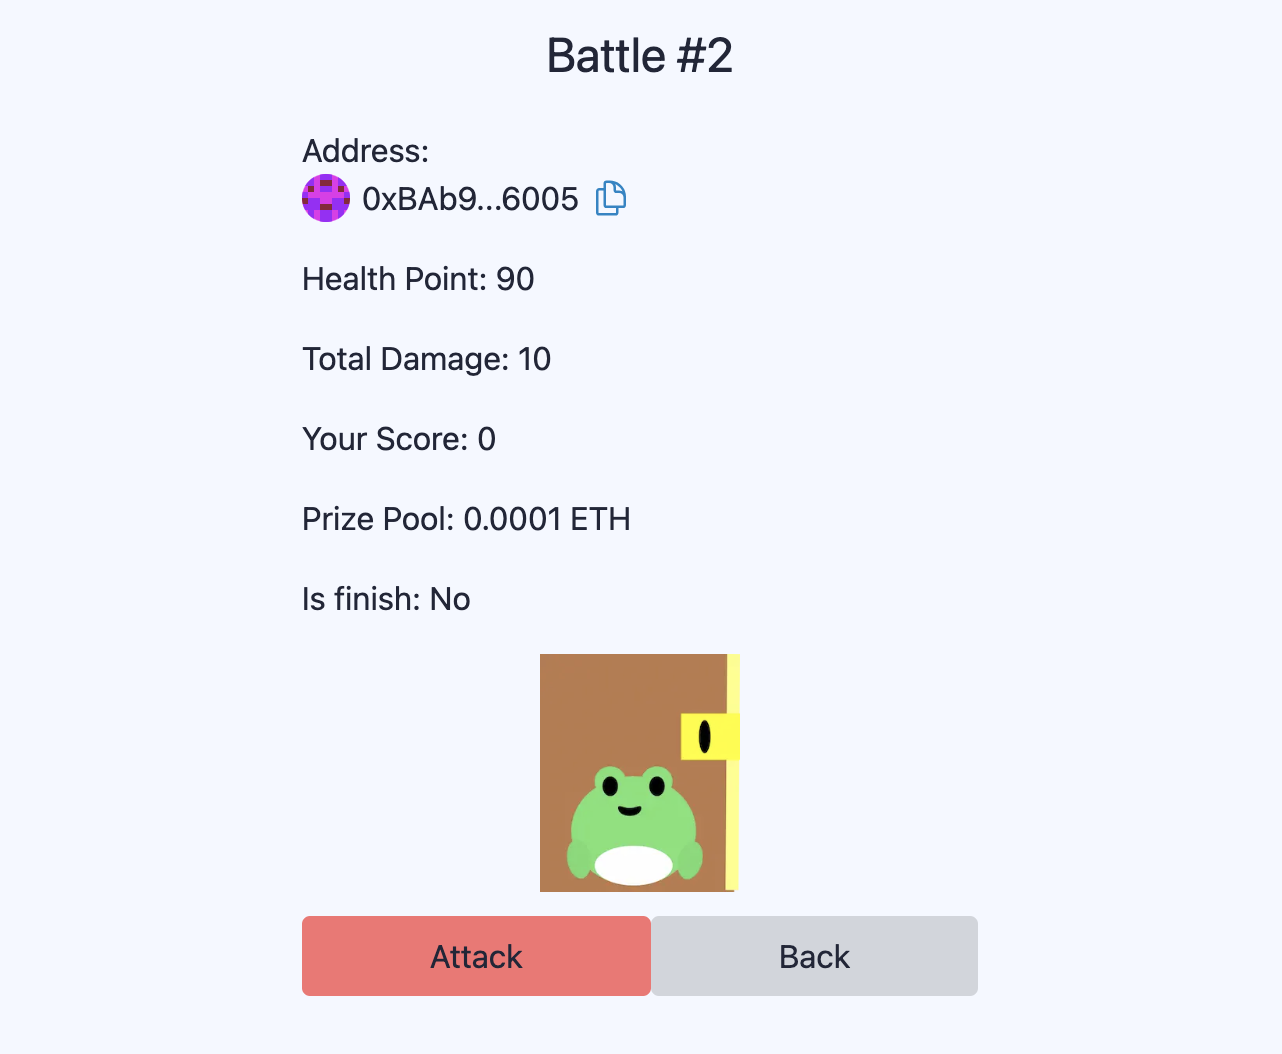 Battle #2
Address:
0xBAb9...6005
Health Point: 90
Total Damage: 10
Your Score: 0
Prize Pool: 0.0001 ETH
Is finish: No
Attack
Back